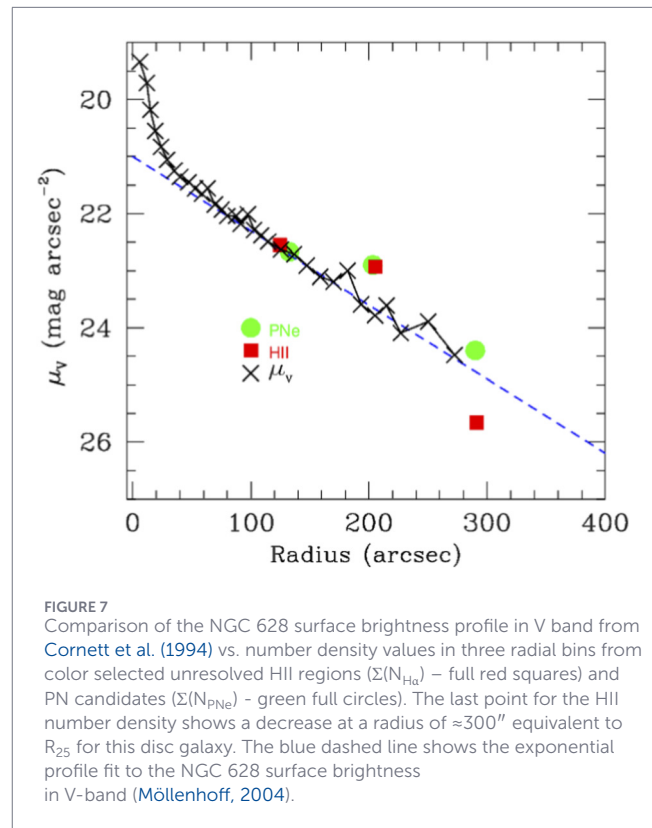 20
22
24
26
μv (mag arcsec−2)
PNe
HII
μv
0 100 200 300 400
Radius (arcsec)
FIGURE 7
Comparison of the NGC 628 surface brightness profile in V band from
Cornett et al. (1994) vs. number density values in three radial bins from
color selected unresolved HII regions (Σ(NHα) – full red squares) and
PN candidates (Σ(NPNe) - green full circles). The last point for the HII
number density shows a decrease at a radius of ≈300″ equivalent to
R25 for this disc galaxy. The blue dashed line shows the exponential
profile fit to the NGC 628 surface brightness
in V-band (Möllenhoff, 2004).